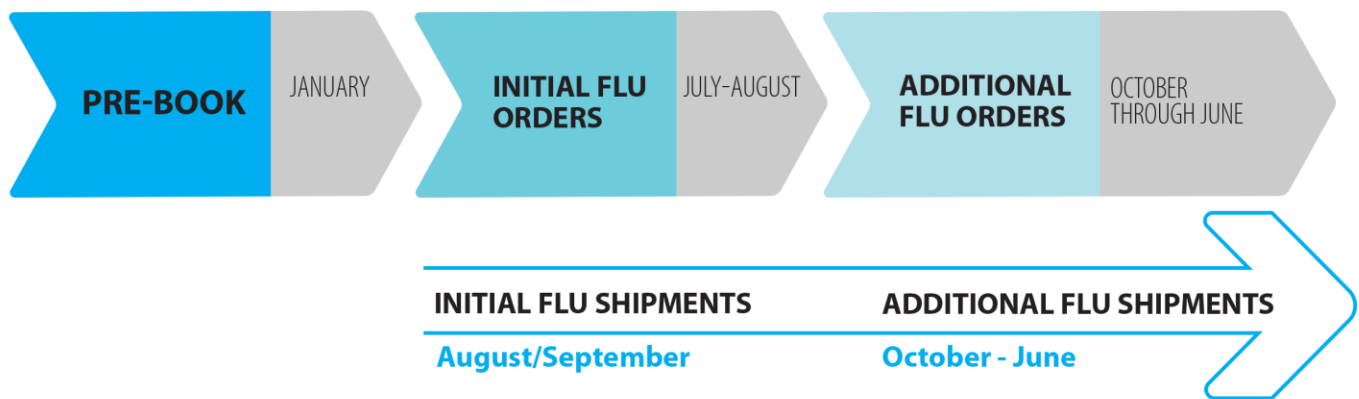 PRE-BOOK
JANUARY
INITIAL FLU
ORDERS
JULY-AUGUST
ADDITIONAL
FLU ORDERS
OCTOBER
THROUGH JUNE
INITIAL FLU SHIPMENTS
ADDITIONAL FLU SHIPMENTS
August/September
October - June